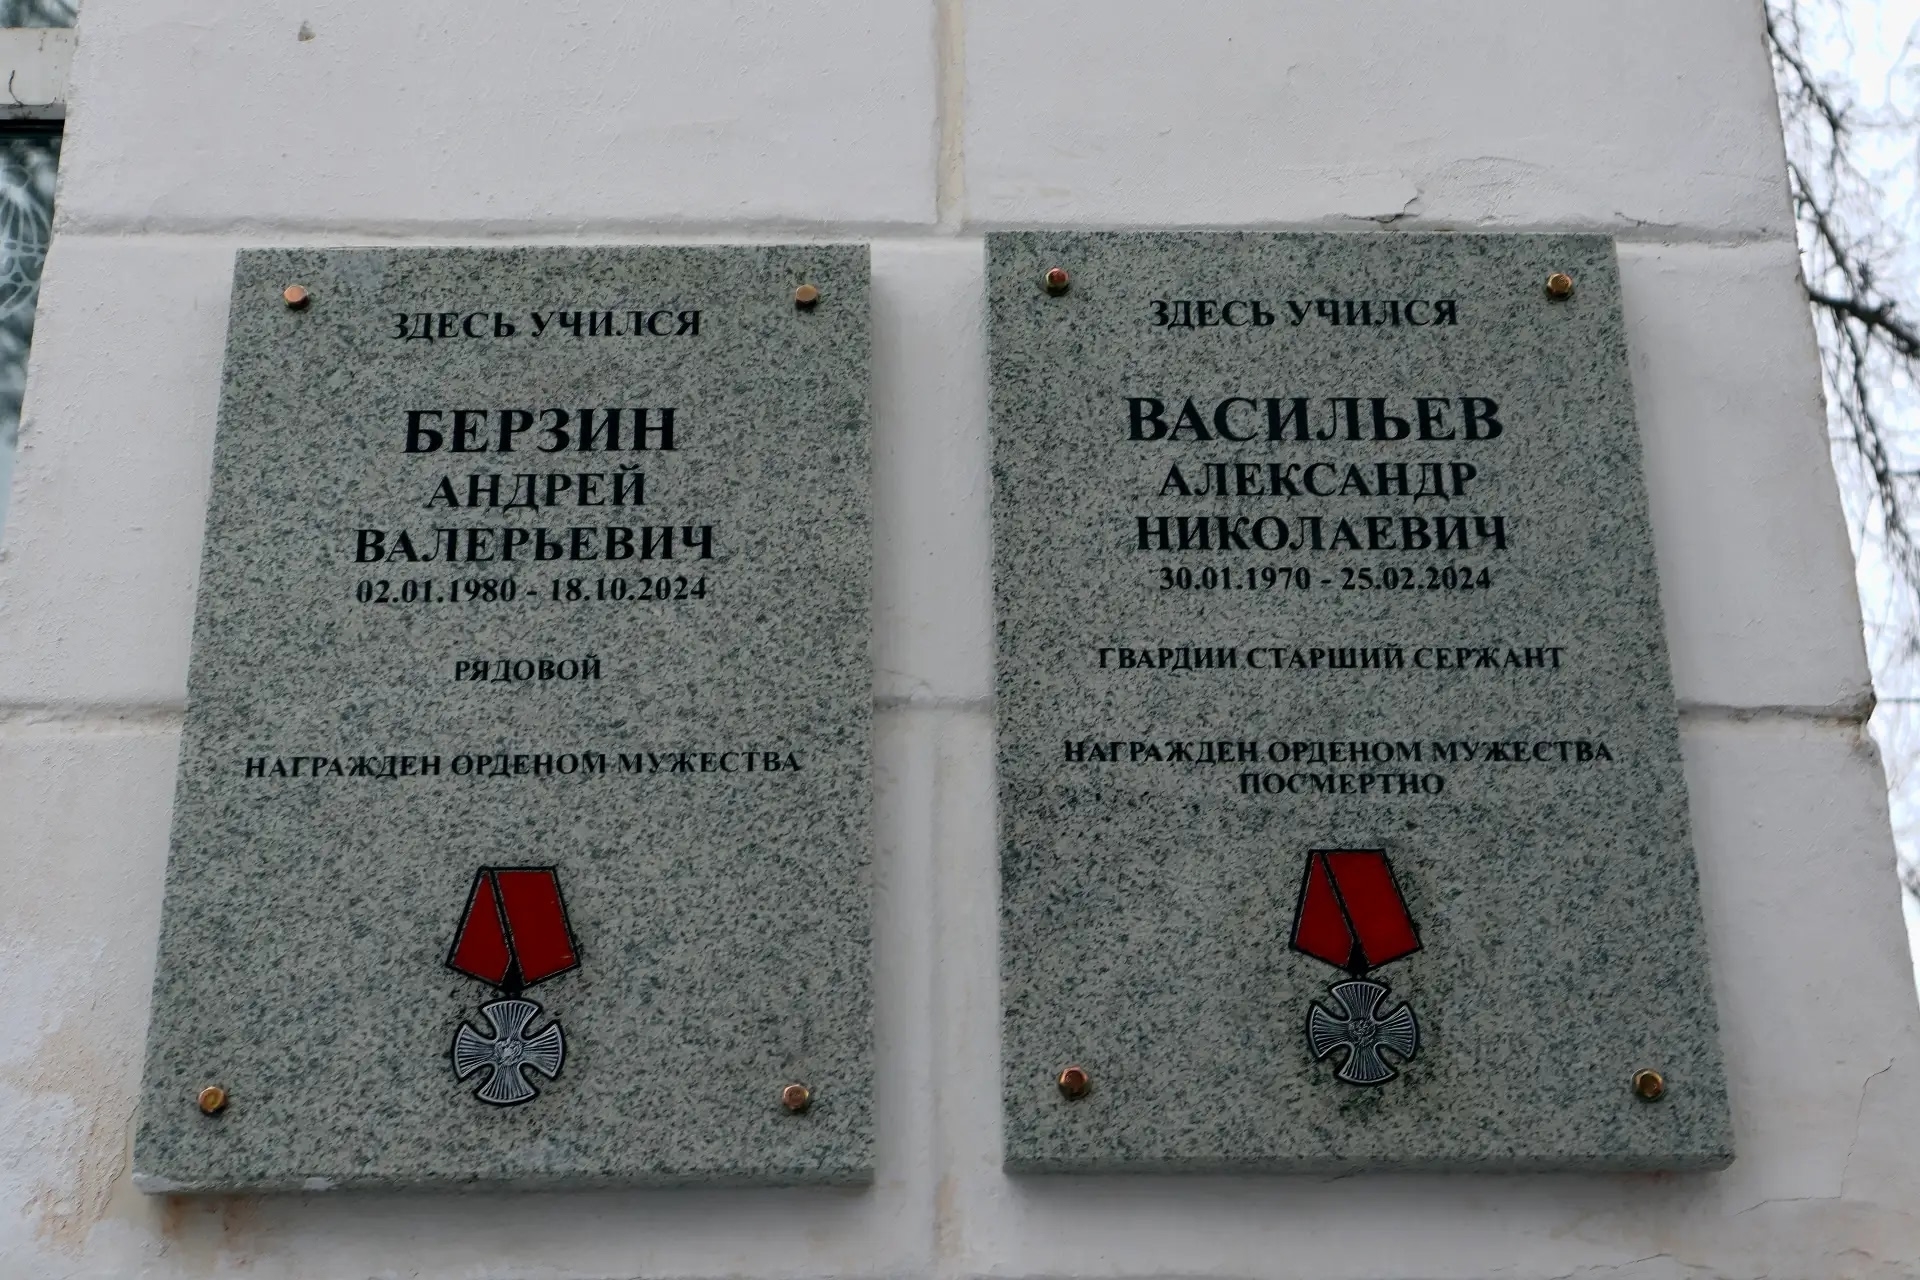 ЗДЕСЬ УЧИЛСЯ
БЕРЗИН
АНДРЕЙ
ВАЛЕРЬЕВИЧ
02.01.1980 - 18.10.2024
РЯДОВОЙ
НАГРАЖДЕН ОРДЕНОМ МУЖЕСТВА
ЗДЕСЬ УЧИЛСЯ
ВАСИЛЬЕВ
АЛЕКСАНДР
НИКОЛАЕВИЧ
30.01.1970 - 25.02.2024
ГВАРДИИ СТАРШИЙ СЕРЖАНТ
НАГРАЖДЕН ОРДЕНОМ МУЖЕСТВА
ПОСМЕРТНО